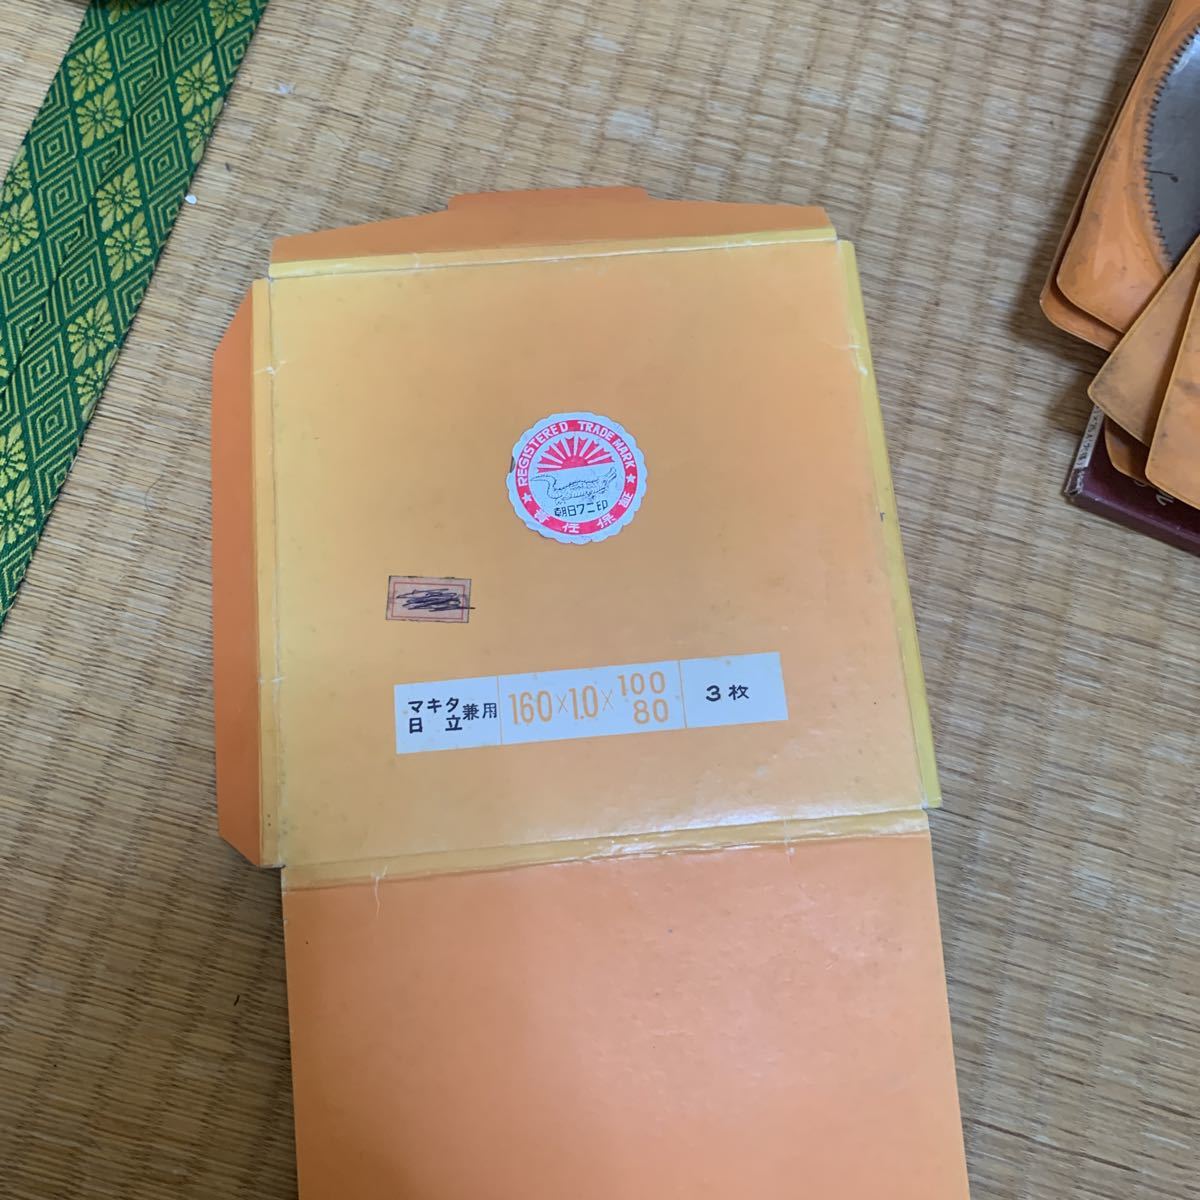 REGISTERED TRADE MARK
朝日ワニ印
★ 責任保証 ★
マキタ
日立 兼用
160×1.0×100
80
3枚